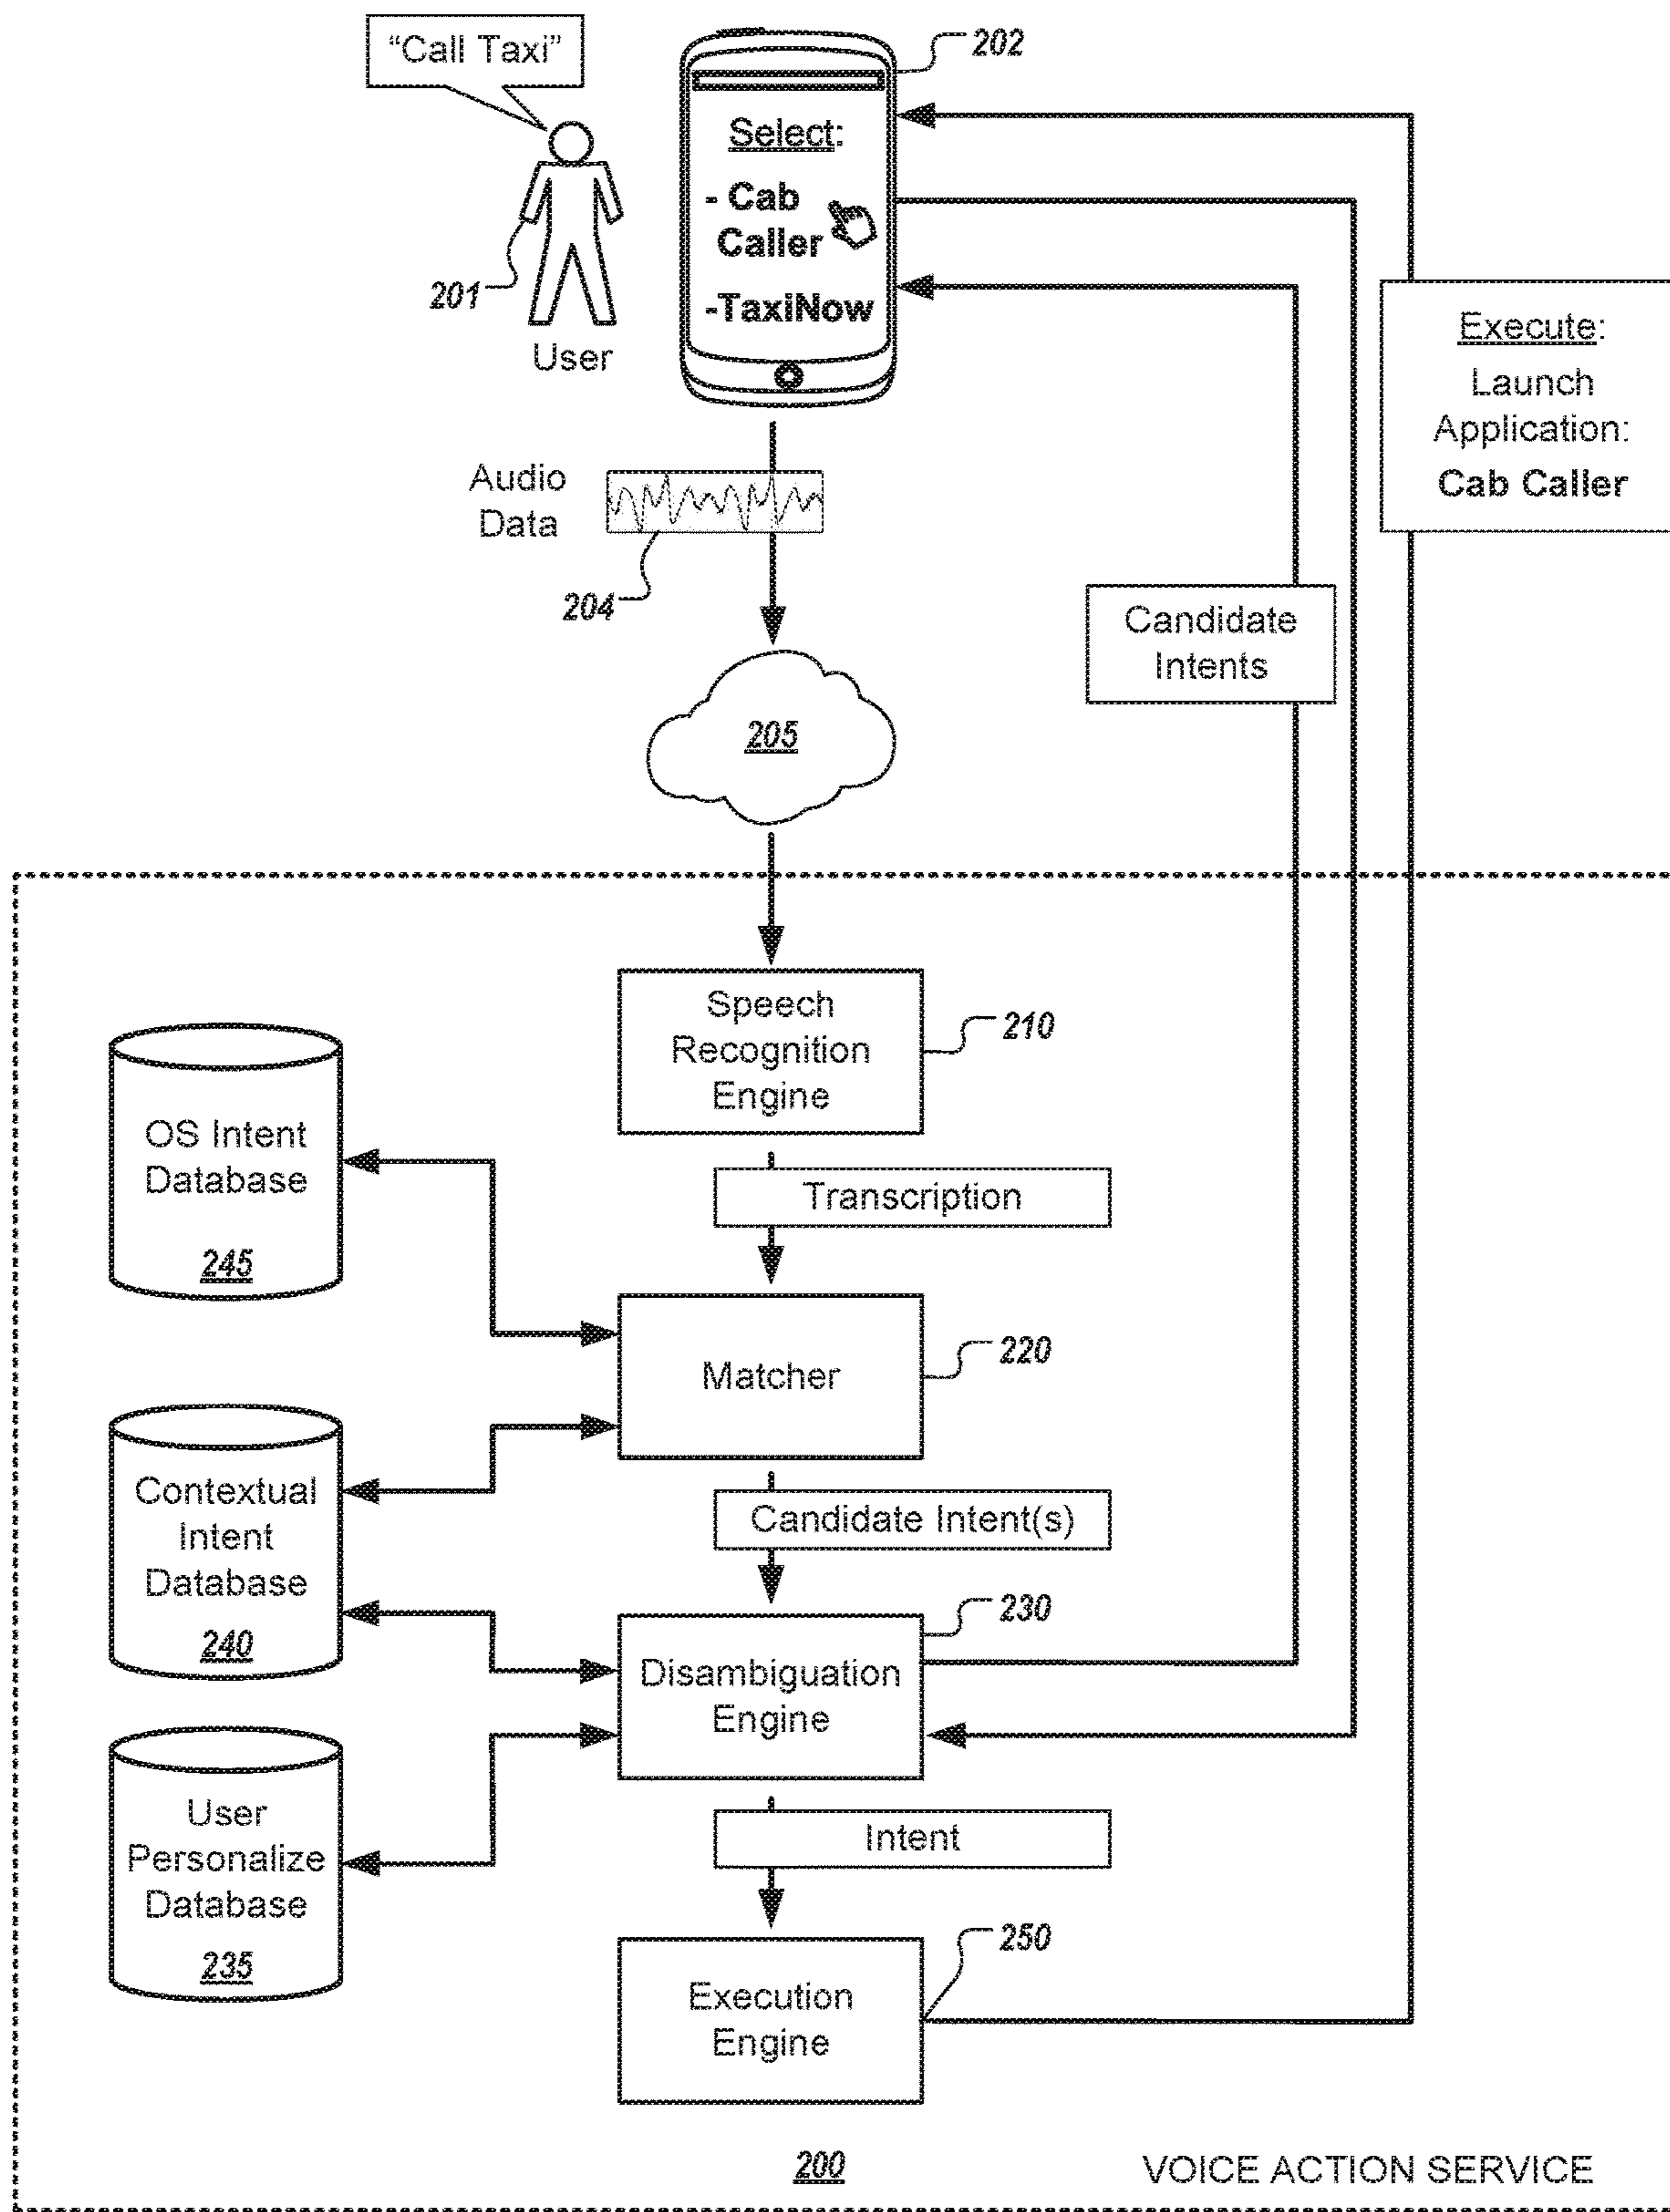 “Call Taxi”
202
Select:
- Cab
Caller
-TaxiNow
201
User
Execute:
Launch
Application:
Cab Caller
Audio
Data
204
Candidate
Intents
205
Speech
Recognition
Engine
210
OS Intent
Database
245
Transcription
Matcher
220
Contextual
Intent
Database
240
Candidate Intent(s)
230
Disambiguation
Engine
User
Personalize
Database
235
Intent
250
Execution
Engine
200
VOICE ACTION SERVICE